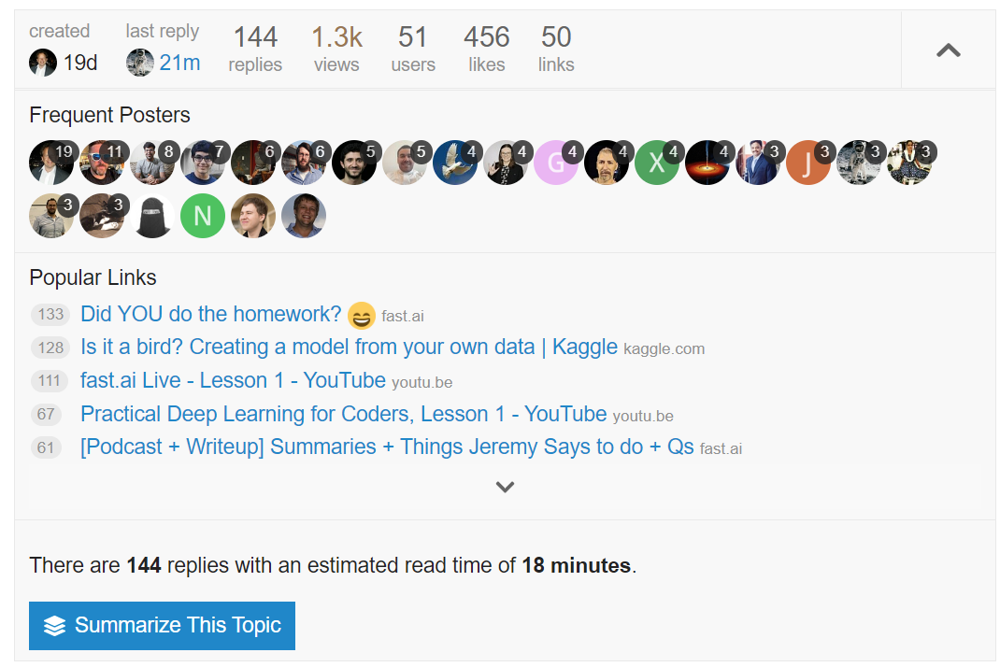 created last reply 144 1.3k 51 456 50
19d 21m replies views users likes links
Frequent Posters
19 11 8 7 6 6 5 5 4 4 G 4 4 X 4 4 3 J 3 3 3
3 3 N
Popular Links
133 Did YOU do the homework? 😄 fast.ai
128 Is it a bird? Creating a model from your own data | Kaggle kaggle.com
111 fast.ai Live - Lesson 1 - YouTube youtu.be
67 Practical Deep Learning for Coders, Lesson 1 - YouTube youtu.be
61 [Podcast + Writeup] Summaries + Things Jeremy Says to do + Qs fast.ai
There are 144 replies with an estimated read time of 18 minutes.
Summarize This Topic